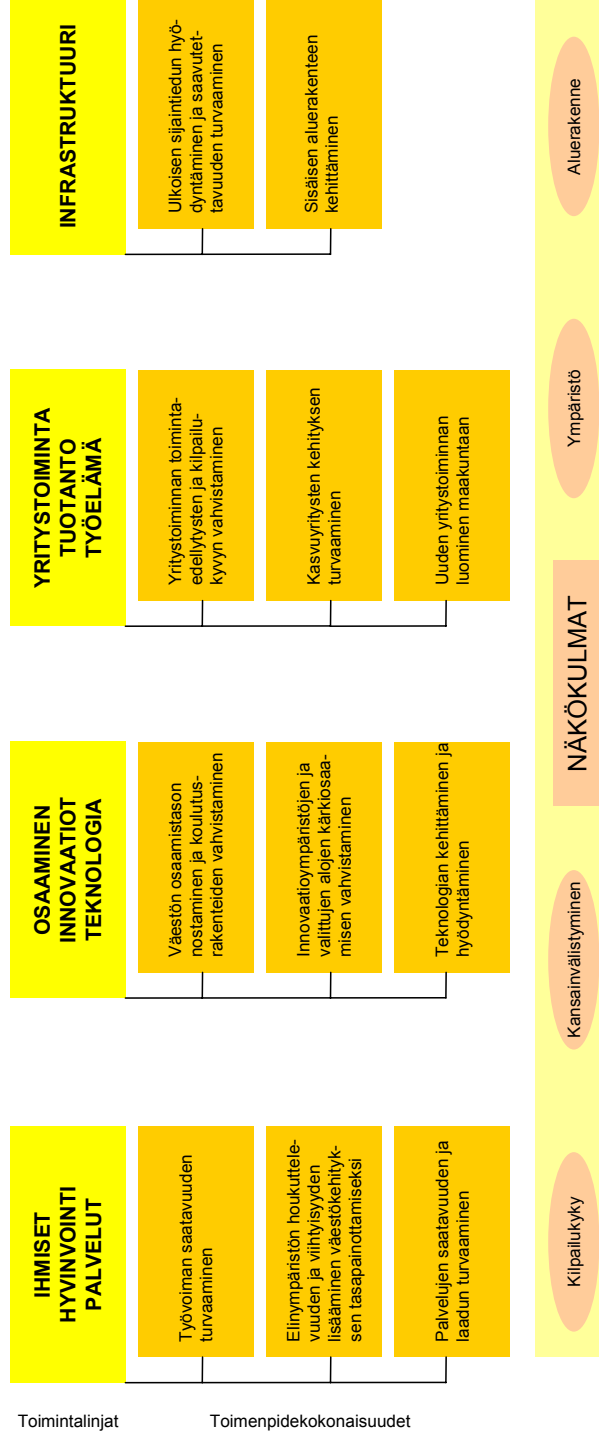 Toimintalinjat
Toimenpidekokonaisuudet
IHMISET
HYVINVOINTI
PALVELUT
Työvoiman saatavuuden
turvaaminen
Elinympäristön houkuttele-
vuuden ja viihtyisyyden
lisääminen väestökehityk-
sen tasapainottamiseksi
Palvelujen saatavuuden ja
laadun turvaaminen
OSAAMINEN
INNOVAATIOT
TEKNOLOGIA
Väestön osaamistason
nostaminen ja koulutus-
rakenteiden vahvistaminen
Innovaatioympäristöjen ja
valittujen alojen kärkiosaa-
misen vahvistaminen
Teknologian kehittäminen ja
hyödyntäminen
YRITYSTOIMINTA
TUOTANTO
TYÖELÄMÄ
Yritystoiminnan toiminta-
edellytysten ja kilpailu-
kyvyn vahvistaminen
Kasvuyritysten kehityksen
turvaaminen
Uuden yritystoiminnan
luominen maakuntaan
INFRASTRUKTUURI
Ulkoisen sijaintiedun hyö-
dyntäminen ja saavutet-
tavuuden turvaaminen
Sisäisen aluerakenteen
kehittäminen
Kilpailukyky
Kansainvälistyminen
NÄKÖKULMAT
Ympäristö
Aluerakenne